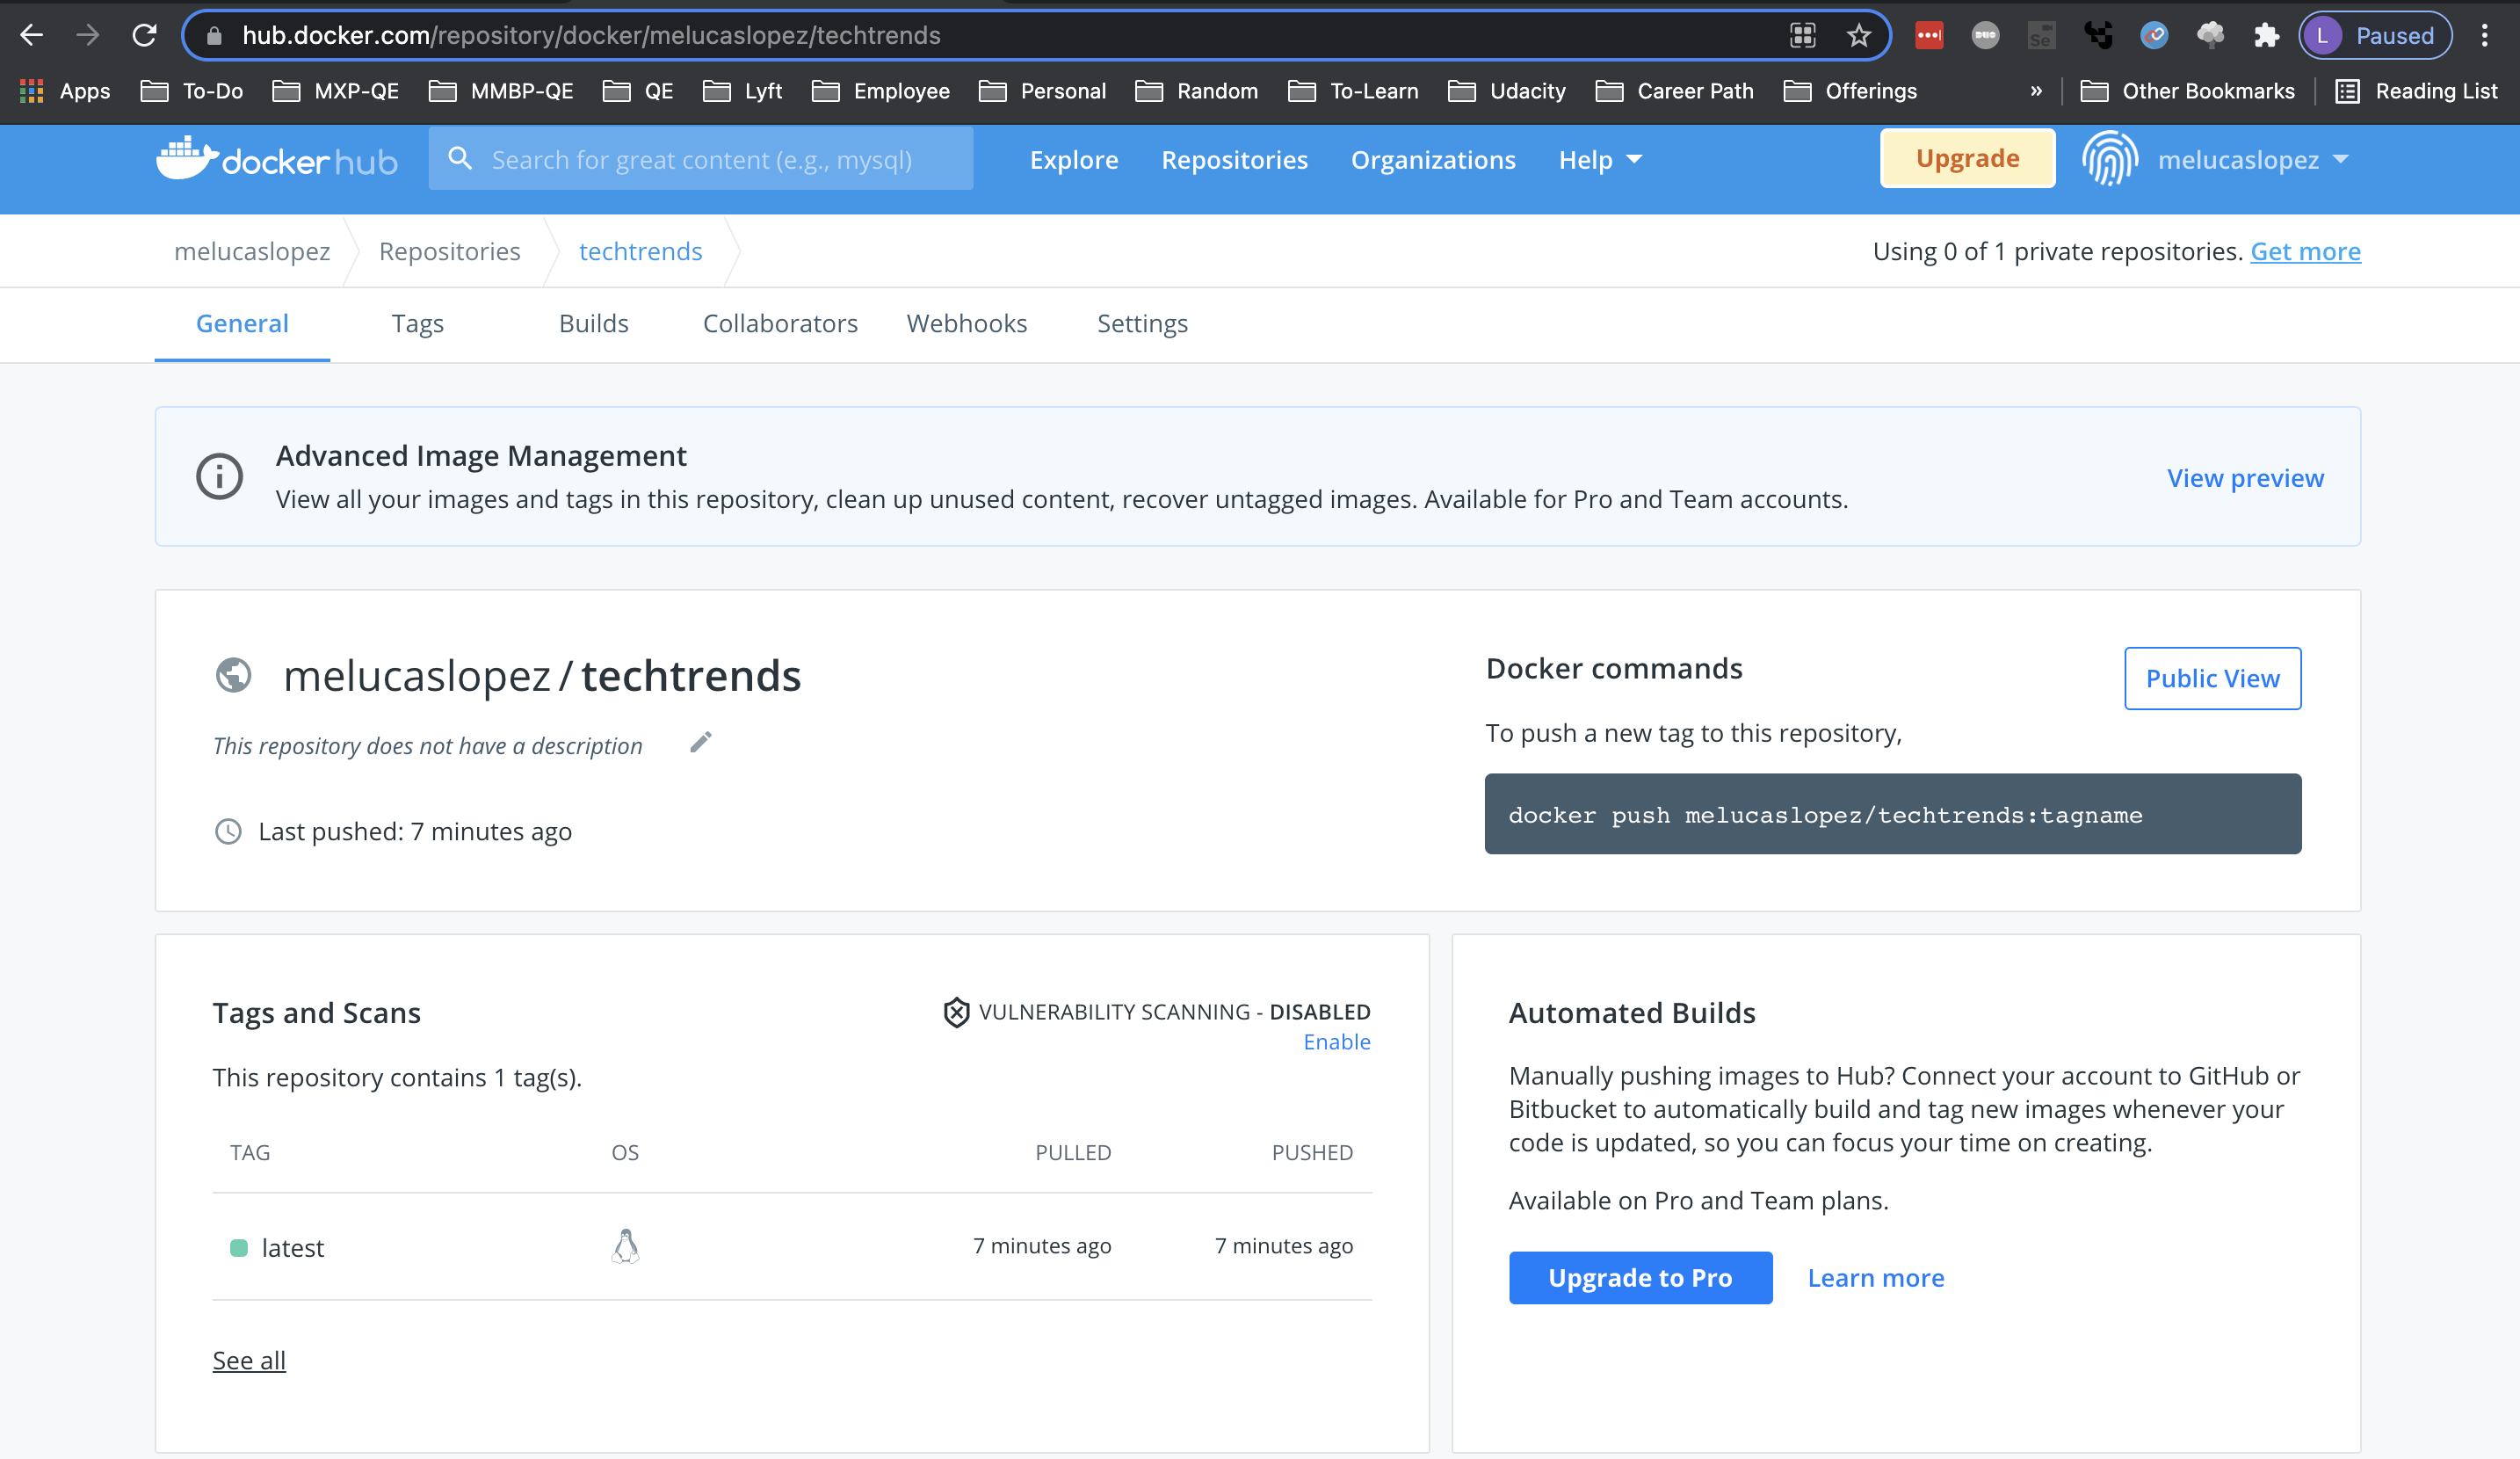 hub.docker.com/repository/docker/melucaslopez/techtrends
L Paused
Apps To-Do MXP-QE MMBP-QE QE Lyft Employee Personal Random To-Learn Udacity Career Path Offerings » Other Bookmarks Reading List
docker hub Search for great content (e.g., mysql) Explore Repositories Organizations Help Upgrade melucaslopez
melucaslopez Repositories techtrends Using 0 of 1 private repositories. Get more
General Tags Builds Collaborators Webhooks Settings
Advanced Image Management
View all your images and tags in this repository, clean up unused content, recover untagged images. Available for Pro and Team accounts.
View preview
melucaslopez / techtrends
This repository does not have a description
Last pushed: 7 minutes ago
Docker commands
Public View
To push a new tag to this repository,
docker push melucaslopez/techtrends:tagname
Tags and Scans
VULNERABILITY SCANNING - DISABLED
Enable
This repository contains 1 tag(s).
TAG OS PULLED PUSHED
latest 7 minutes ago 7 minutes ago
See all
Automated Builds
Manually pushing images to Hub? Connect your account to GitHub or
Bitbucket to automatically build and tag new images whenever your
code is updated, so you can focus your time on creating.
Available on Pro and Team plans.
Upgrade to Pro Learn more